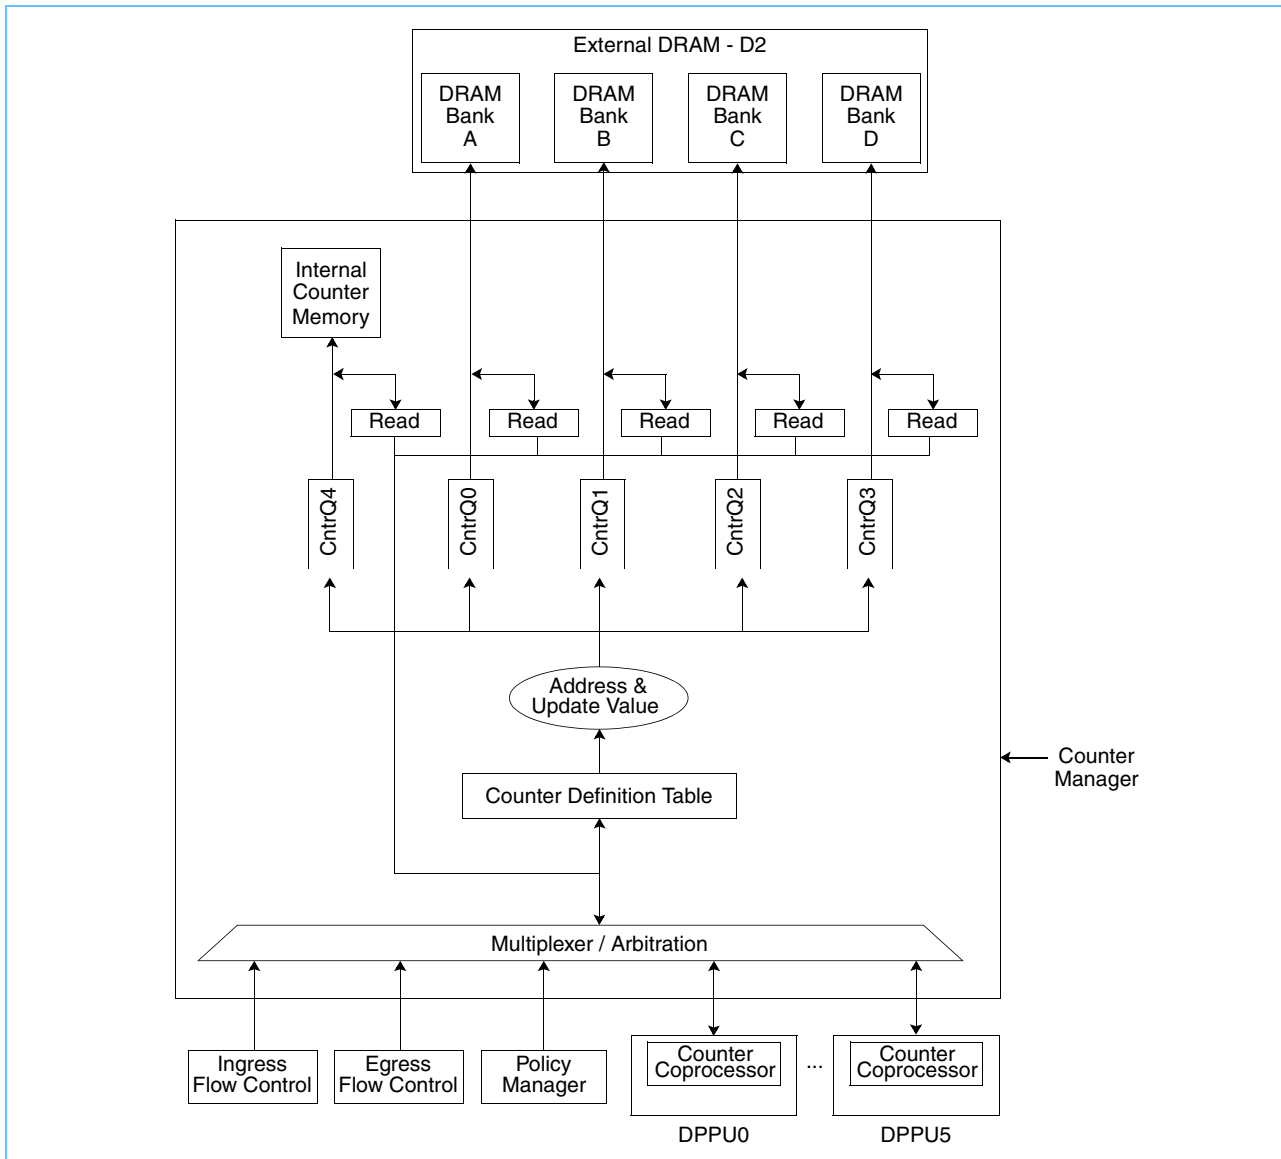 External DRAM - D2
DRAM
Bank
A
DRAM
Bank
B
DRAM
Bank
C
DRAM
Bank
D
Internal
Counter
Memory
Read
Read
Read
Read
Read
CntrQ4
CntrQ0
CntrQ1
CntrQ2
CntrQ3
Address &
Update Value
Counter Definition Table
Counter
Manager
Multiplexer / Arbitration
Ingress
Flow Control
Egress
Flow Control
Policy
Manager
Counter
Coprocessor
...
Counter
Coprocessor
DPPU0
DPPU5